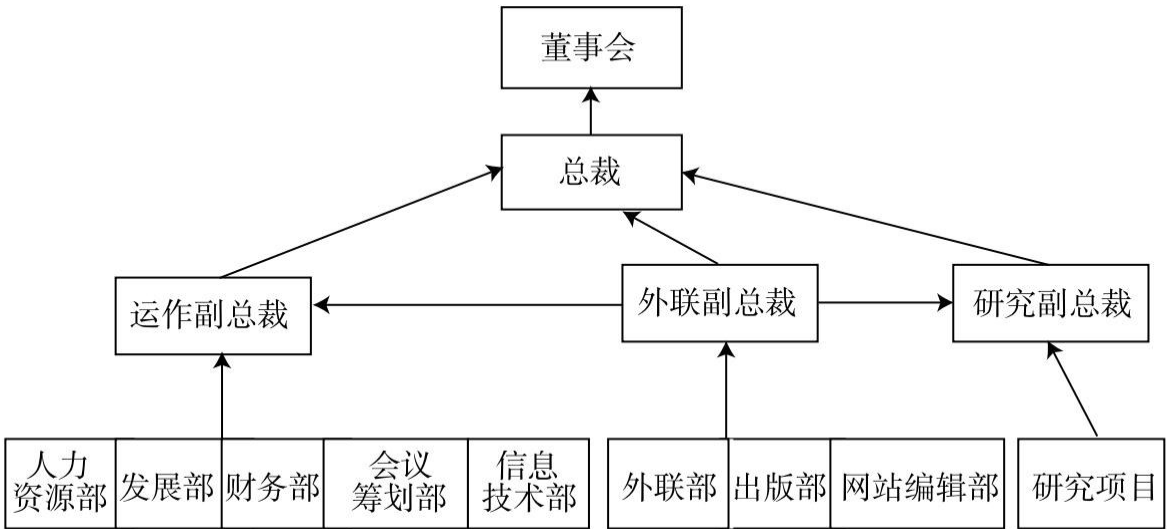 董事会
总裁
运作副总裁
外联副总裁
研究副总裁
人力
资源部
发展部
财务部
会议
筹划部
信息
技术部
外联部
出版部
网站编辑部
研究项目